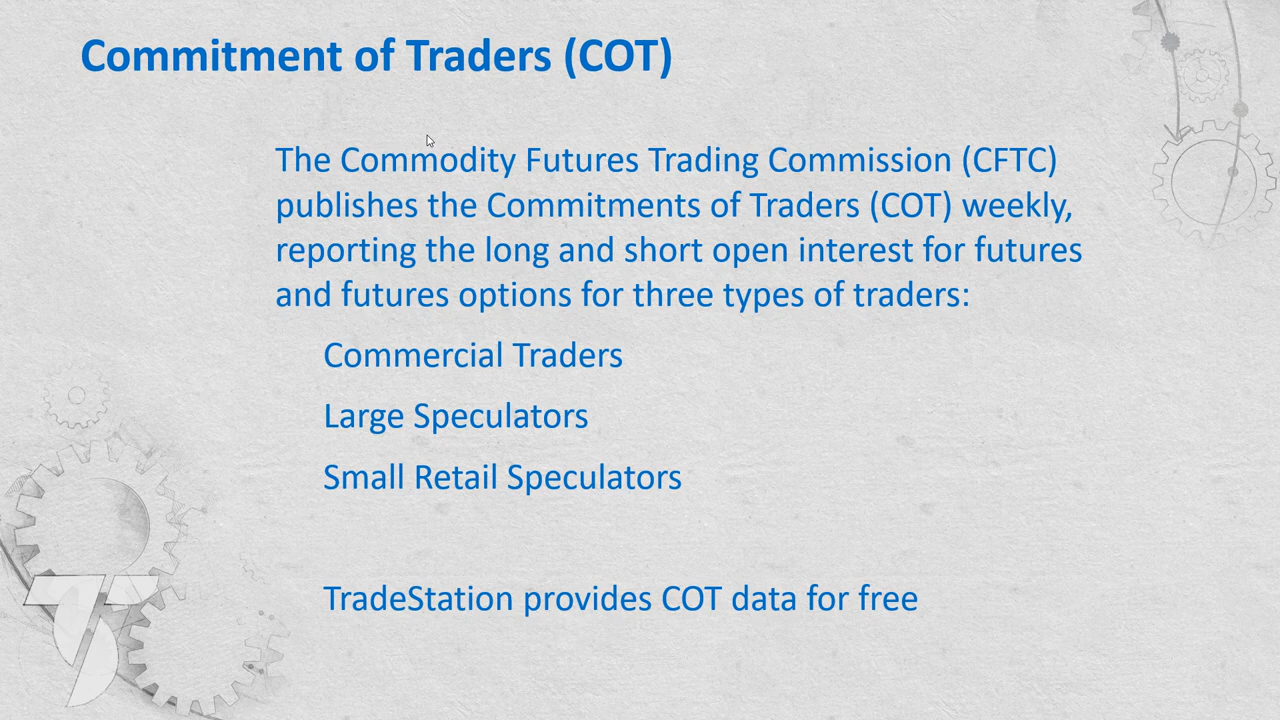 Commitment of Traders (COT)
The Commodity Futures Trading Commission (CFTC)
publishes the Commitments of Traders (COT) weekly,
reporting the long and short open interest for futures
and futures options for three types of traders:
Commercial Traders
Large Speculators
Small Retail Speculators
TradeStation provides COT data for free